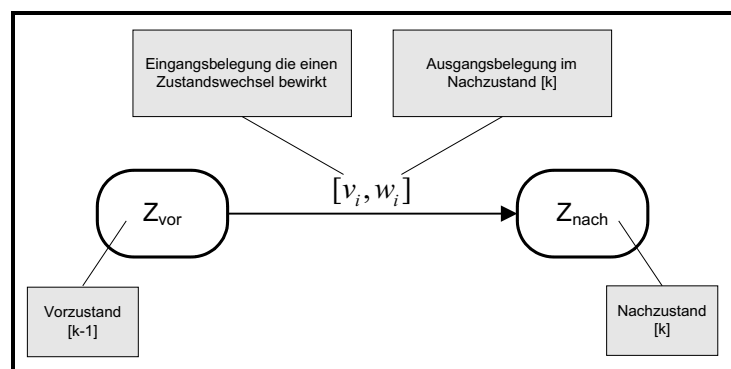 Eingangsbelegung die einen
Zustandswechsel bewirkt
Ausgangsbelegung im
Nachzustand [k]
[v_i, w_i]
Z_vor
Z_nach
Vorzustand
[k-1]
Nachzustand
[k]